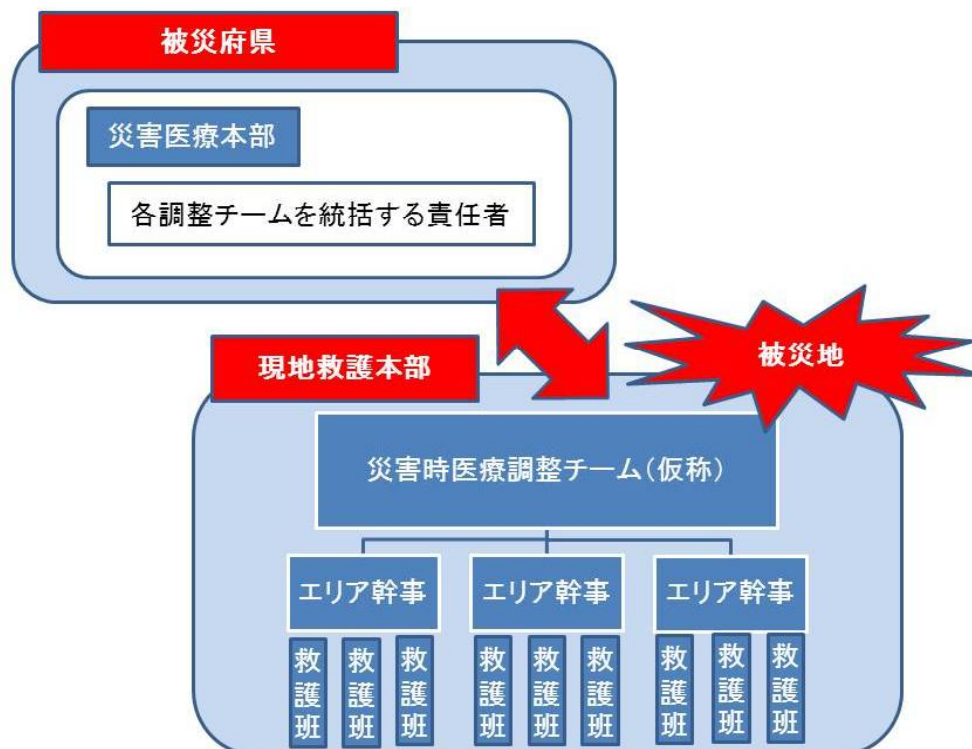 被災府県
災害医療本部
各調整チームを統括する責任者
被災地
現地救護本部
災害時医療調整チーム(仮称)
エリア幹事
エリア幹事
エリア幹事
救護班
救護班
救護班
救護班
救護班
救護班
救護班
救護班
救護班